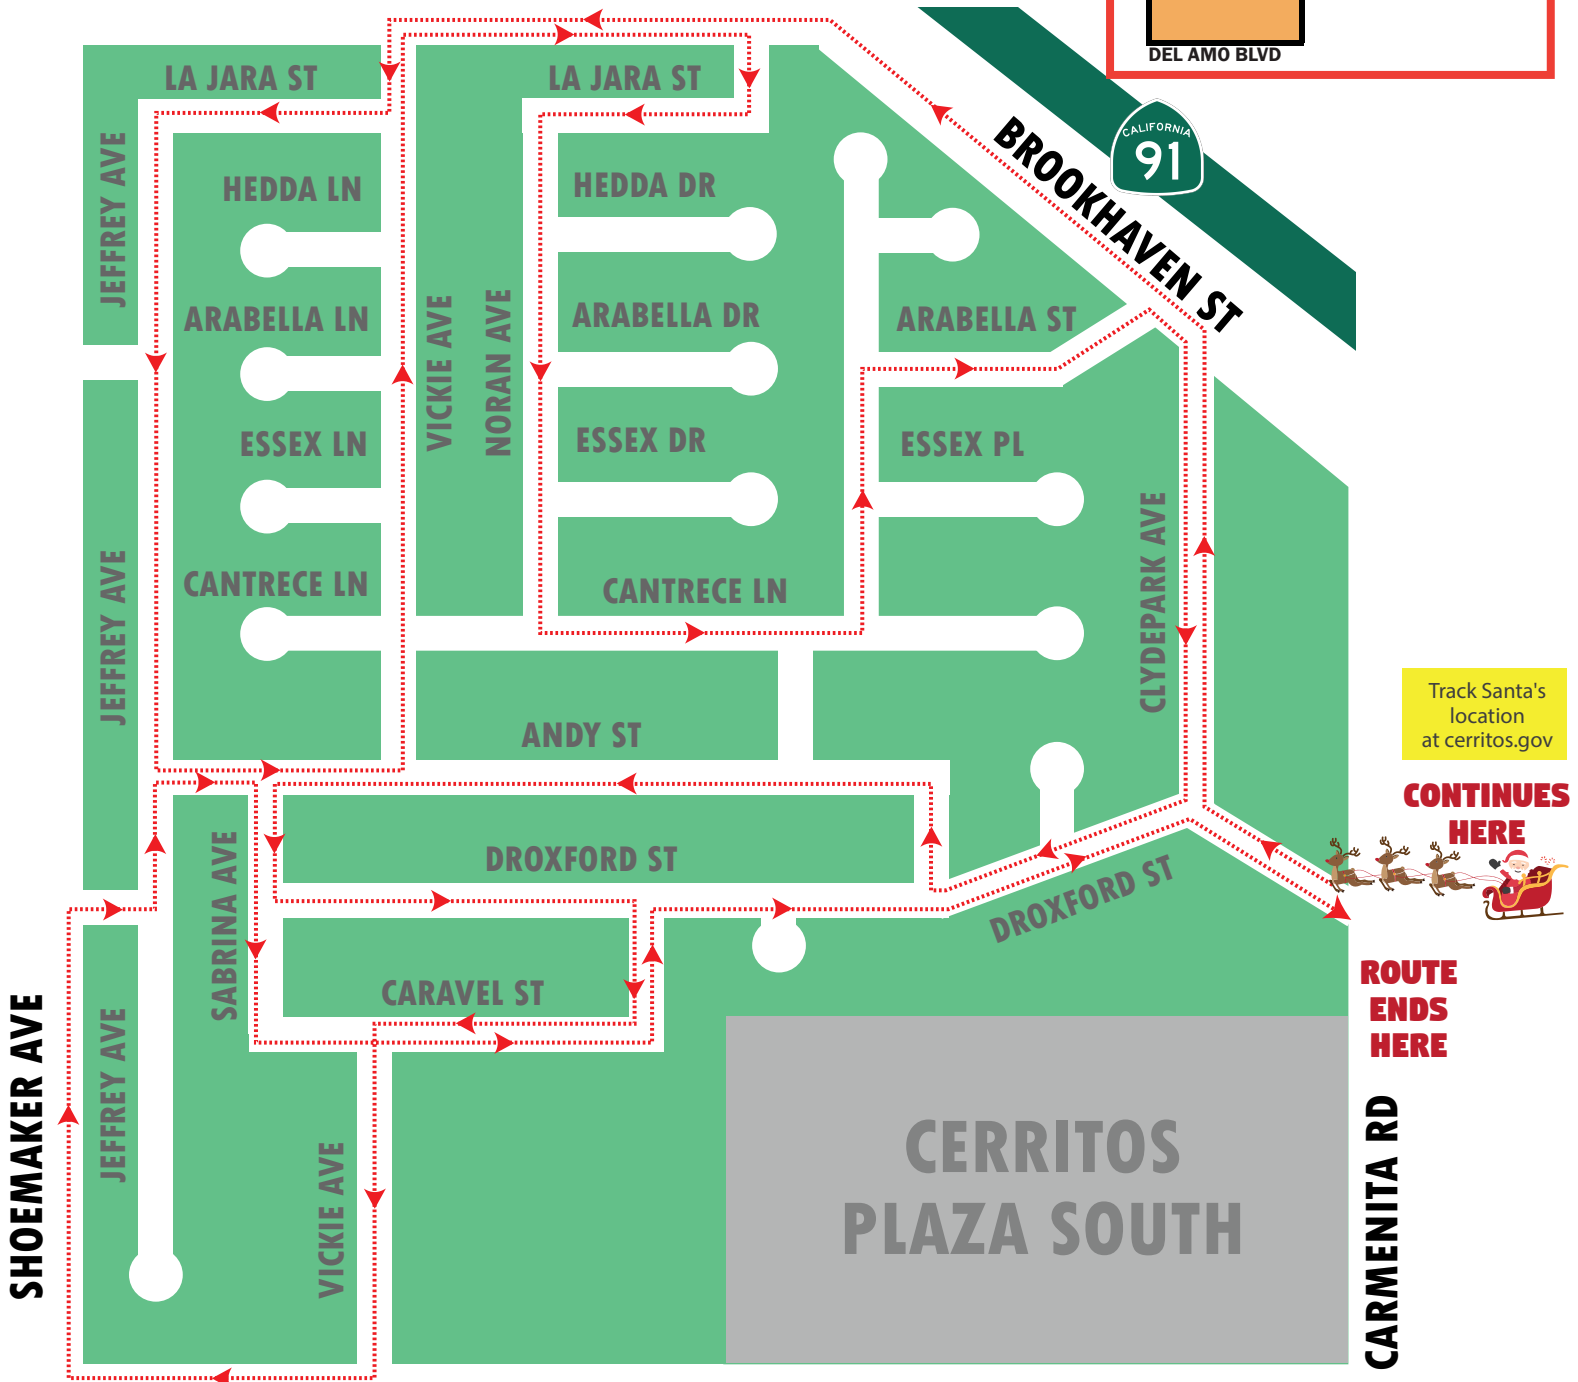 DEL AMO BLVD
LA JARA ST
LA JARA ST
CALIFORNIA
91
BROOKHAVEN ST
JEFFREY AVE
HEDDA LN
HEDDA DR
ARABELLA LN
VICKIE AVE
NORAN AVE
ARABELLA DR
ARABELLA ST
ESSEX LN
ESSEX DR
ESSEX PL
CLYDEPARK AVE
JEFFREY AVE
CANTRECE LN
CANTRECE LN
ANDY ST
Track Santa's
location
at cerritos.gov
CONTINUES
HERE
SABRINA AVE
DROXFORD ST
DROXFORD ST
CARAVEL ST
ROUTE
ENDS
HERE
SHOEMAKER AVE
JEFFREY AVE
VICKIE AVE
CERRITOS
PLAZA SOUTH
CARMENITA RD